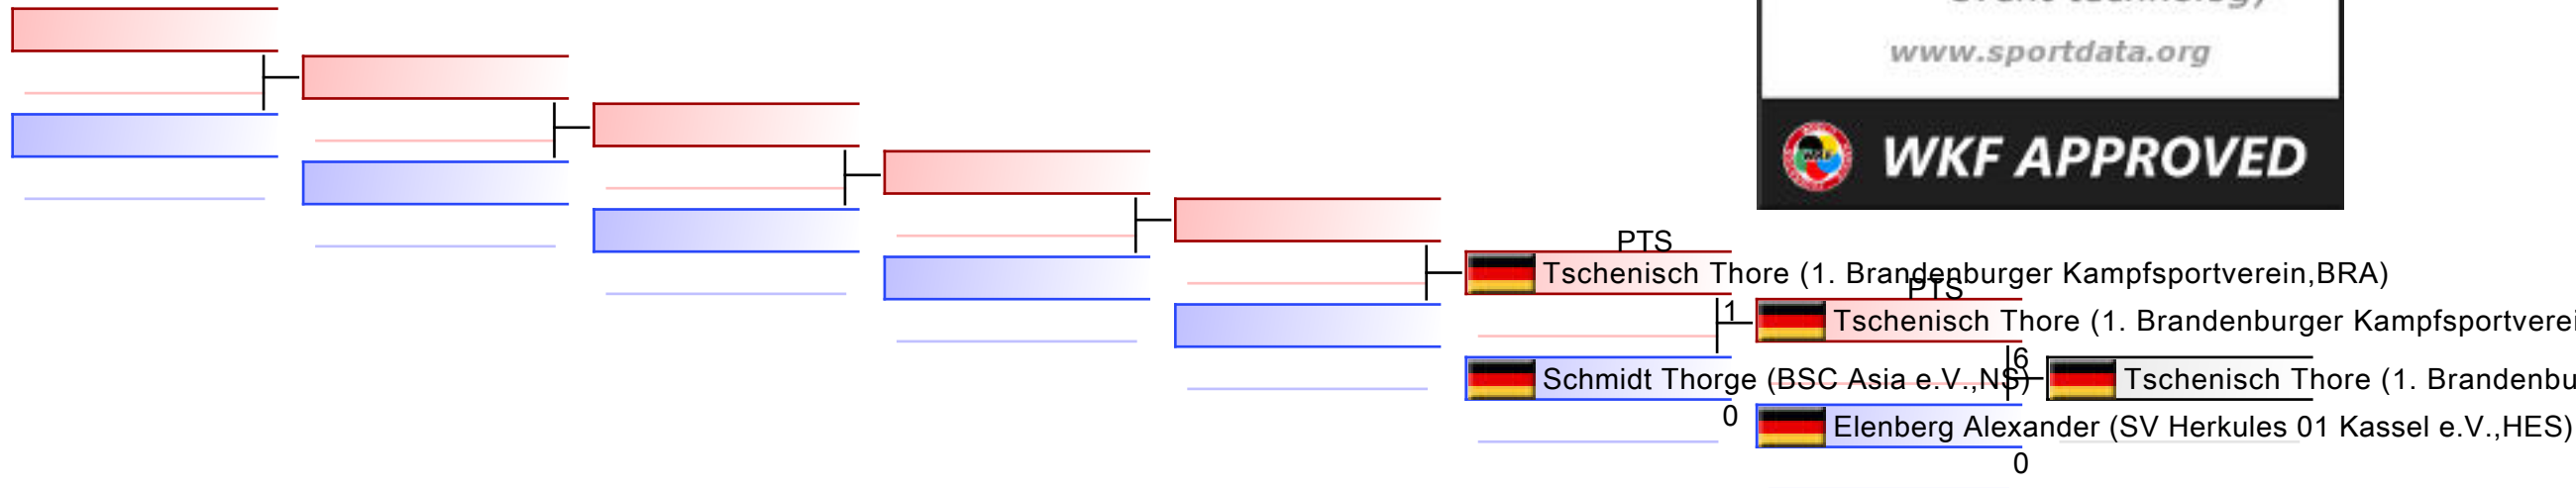 www.sportdata.org
WKF APPROVED
PTS
Tschenisch Thore (1. Brandenburger Kampfsportverein,BRA)
PTS
1
Tschenisch Thore (1. Brandenburger Kampfsportverei
6
Schmidt Thorge (BSC Asia e.V.,NS)
Tschenisch Thore (1. Brandenbu
0
Elenberg Alexander (SV Herkules 01 Kassel e.V.,HES)
0